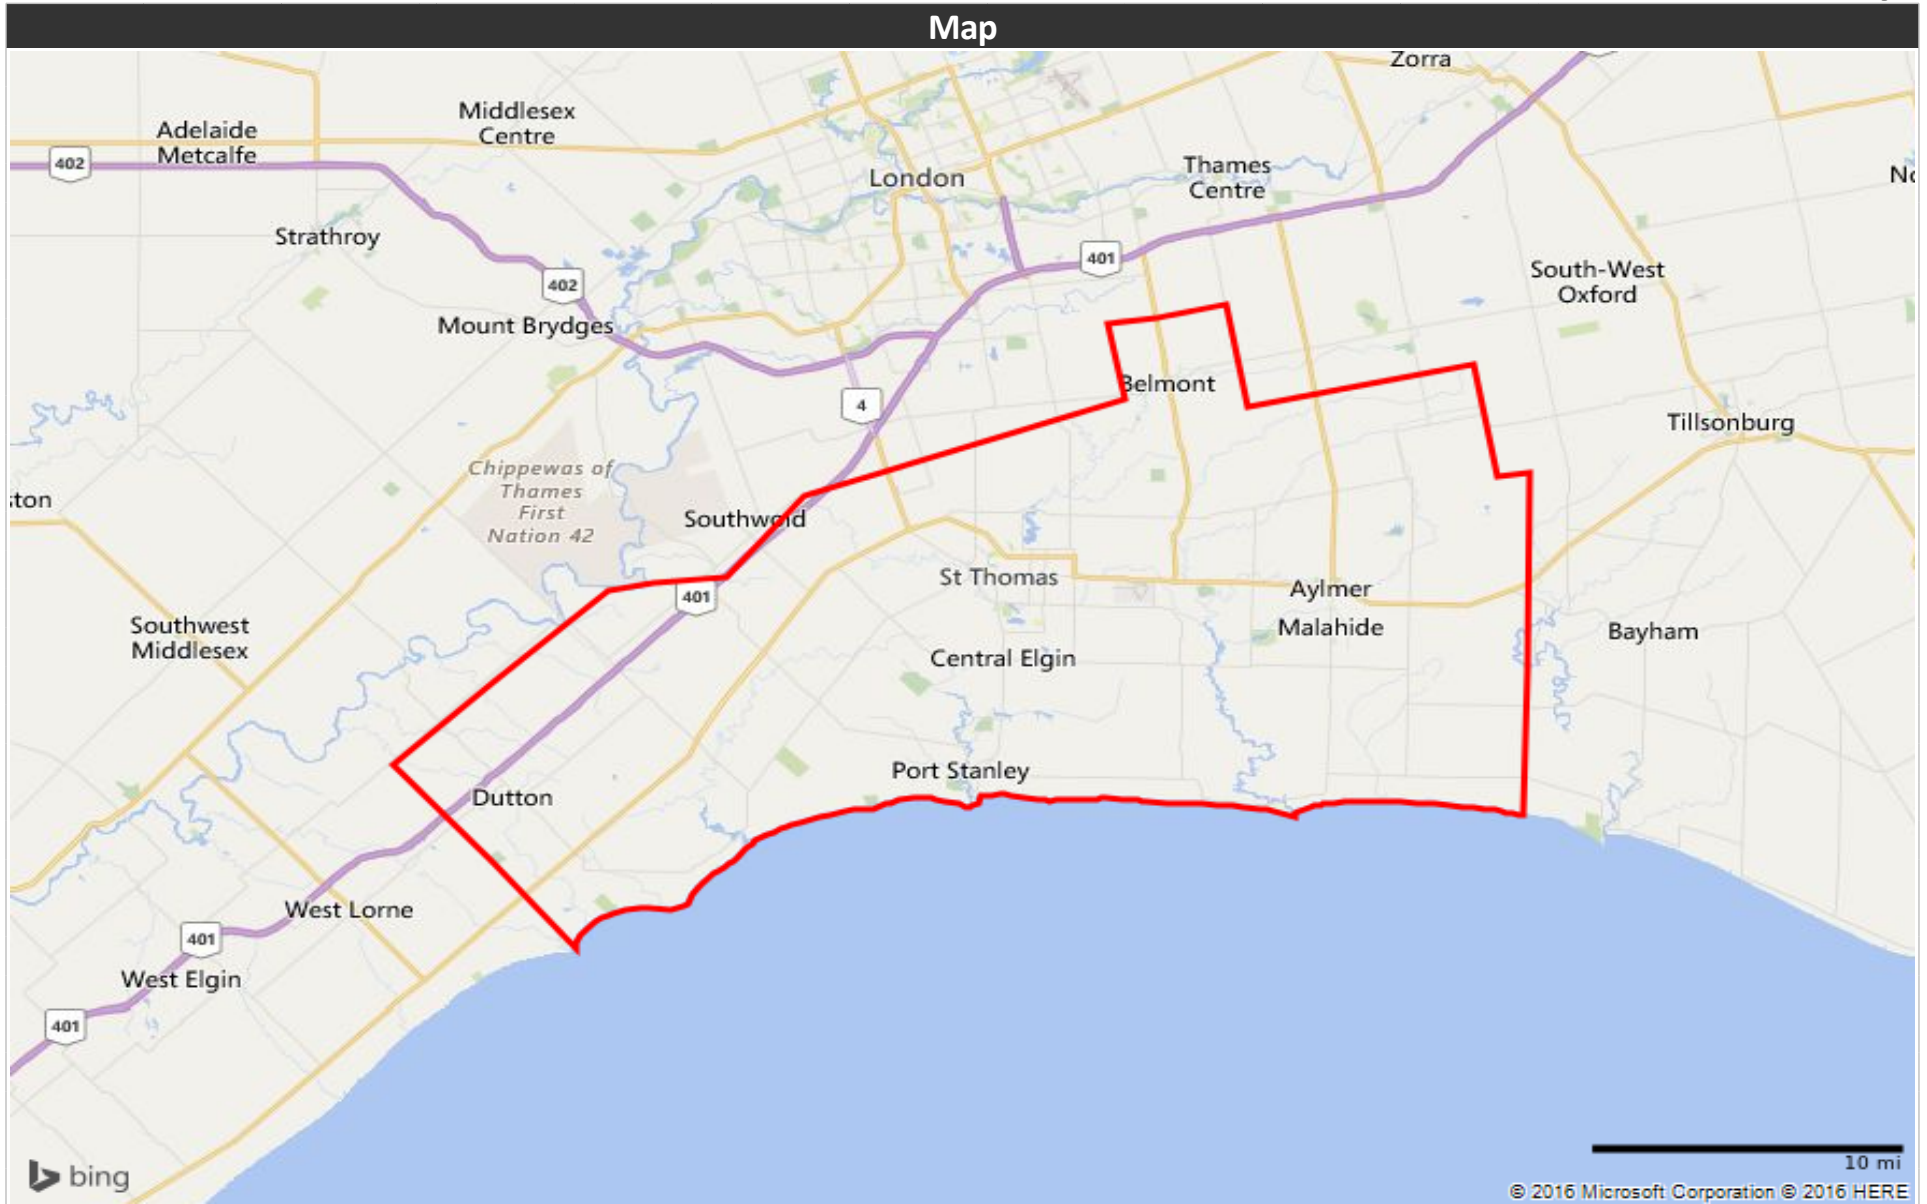 Map
Zorra
Middlesex
Centre
Adelaide
Metcalfe
402
London
Thames
Centre
Strathroy
401
South-West
Oxford
402
Mount Brydges
Belmont
4
Tillsonburg
Chippewas of
Thames
First
Nation 42
ston
Southwold
St Thomas
Aylmer
401
Malahide
Bayham
Southwest
Middlesex
Central Elgin
Port Stanley
Dutton
West Lorne
401
West Elgin
401
10 mi
bing
© 2016 Microsoft Corporation © 2016 HERE